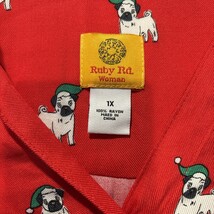 Ruby Rd.
Woman
1X
100% RAYON
MADE IN
CHINA